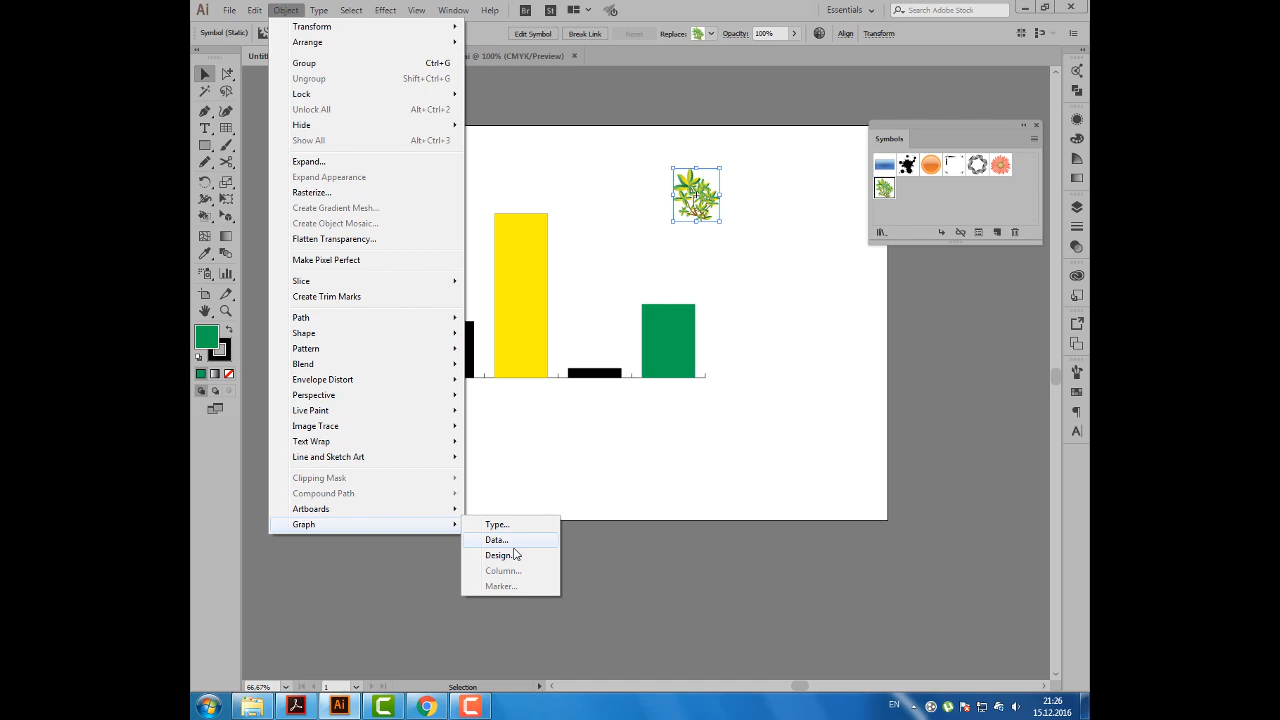 Ai File Edit Object Type Select Effect View Window Help Br St Essentials Search Adobe Stock
Symbol (Static) Edit Symbol Break Link Reset Replace: Opacity: 100% Align Transform
Untit
ai @ 100% (CMYK/Preview)
Transform
Arrange
Group Ctrl+G
Ungroup Shift+Ctrl+G
Lock
Unlock All Alt+Ctrl+2
Hide
Show All Alt+Ctrl+3
Expand...
Expand Appearance
Rasterize...
Create Gradient Mesh...
Create Object Mosaic...
Flatten Transparency...
Make Pixel Perfect
Slice
Create Trim Marks
Path
Shape
Pattern
Blend
Envelope Distort
Perspective
Live Paint
Image Trace
Text Wrap
Line and Sketch Art
Clipping Mask
Compound Path
Artboards
Graph
Type...
Data...
Design...
Column...
Marker...
Symbols
66,67% 1 Selection
Ai EN 21:26
15.12.2016